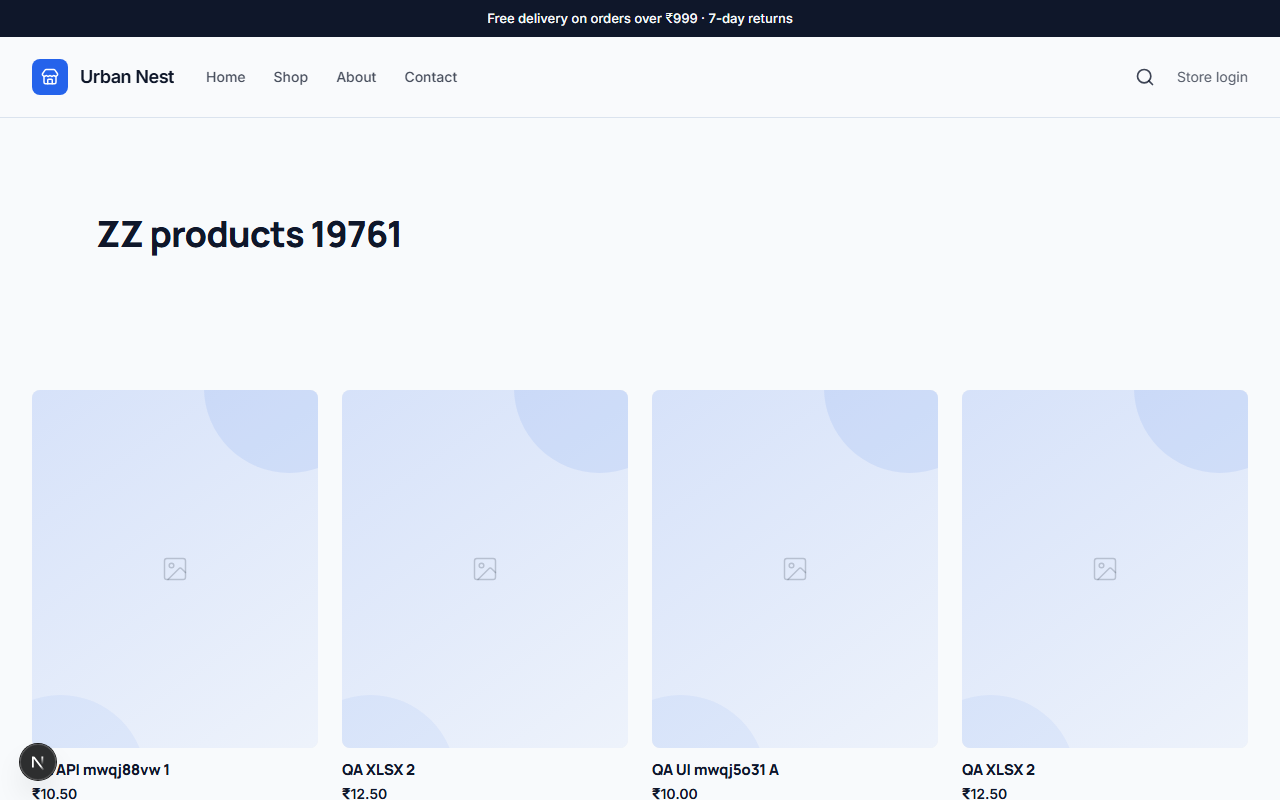 Free delivery on orders over ₹999 · 7-day returns
Urban Nest
Home
Shop
About
Contact
Store login
ZZ products 19761
API mwqj88vw 1
₹10.50
QA XLSX 2
₹12.50
QA UI mwqj5o31 A
₹10.00
QA XLSX 2
₹12.50
N